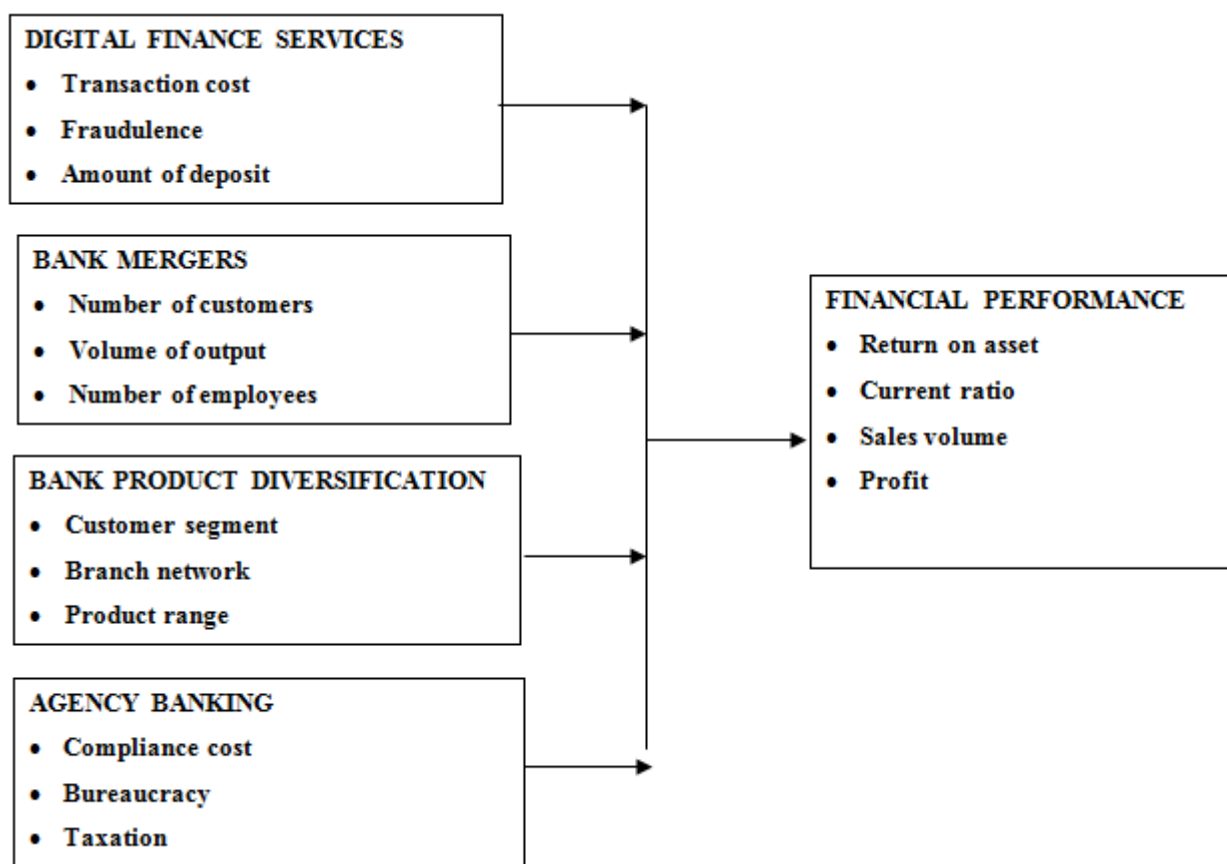 DIGITAL FINANCE SERVICES
• Transaction cost
• Fraudulence
• Amount of deposit
BANK MERGERS
• Number of customers
• Volume of output
• Number of employees
BANK PRODUCT DIVERSIFICATION
• Customer segment
• Branch network
• Product range
AGENCY BANKING
• Compliance cost
• Bureaucracy
• Taxation
FINANCIAL PERFORMANCE
• Return on asset
• Current ratio
• Sales volume
• Profit